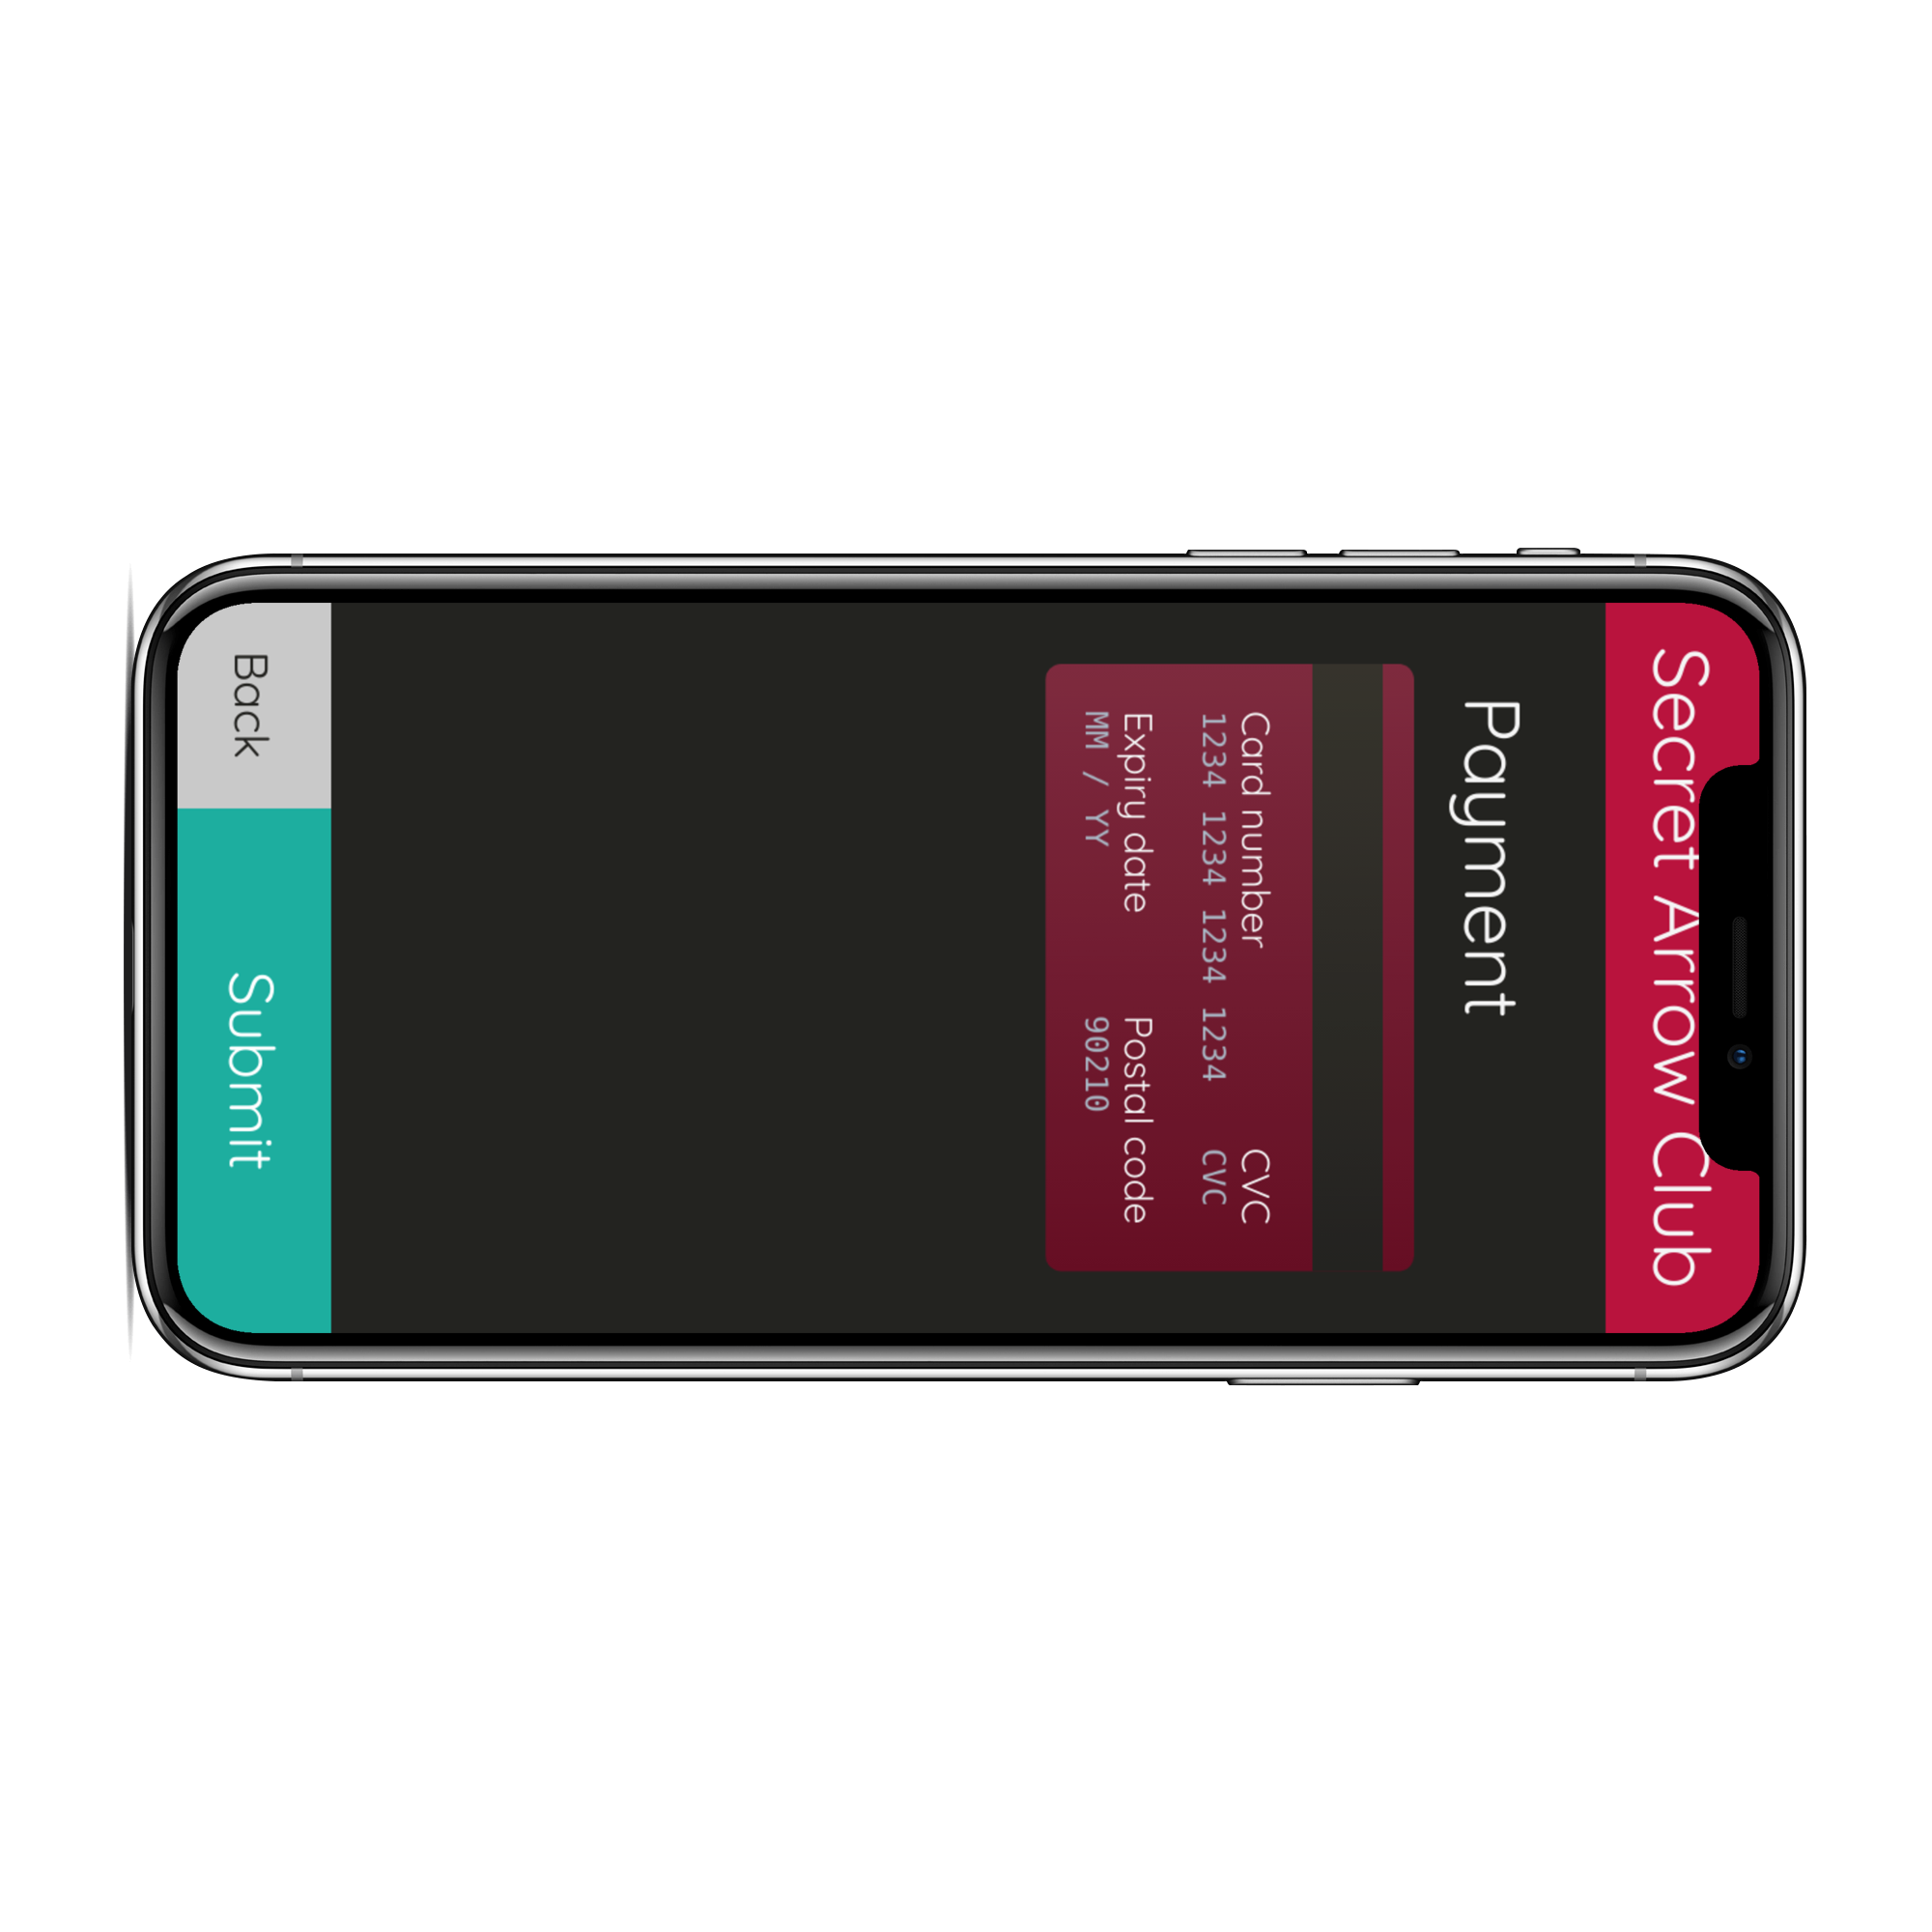 Secret Arrow Club
Payment
Card number CVC
1234 1234 1234 1234 CVC
Expiry date Postal code
MM / YY 90210
Back Submit